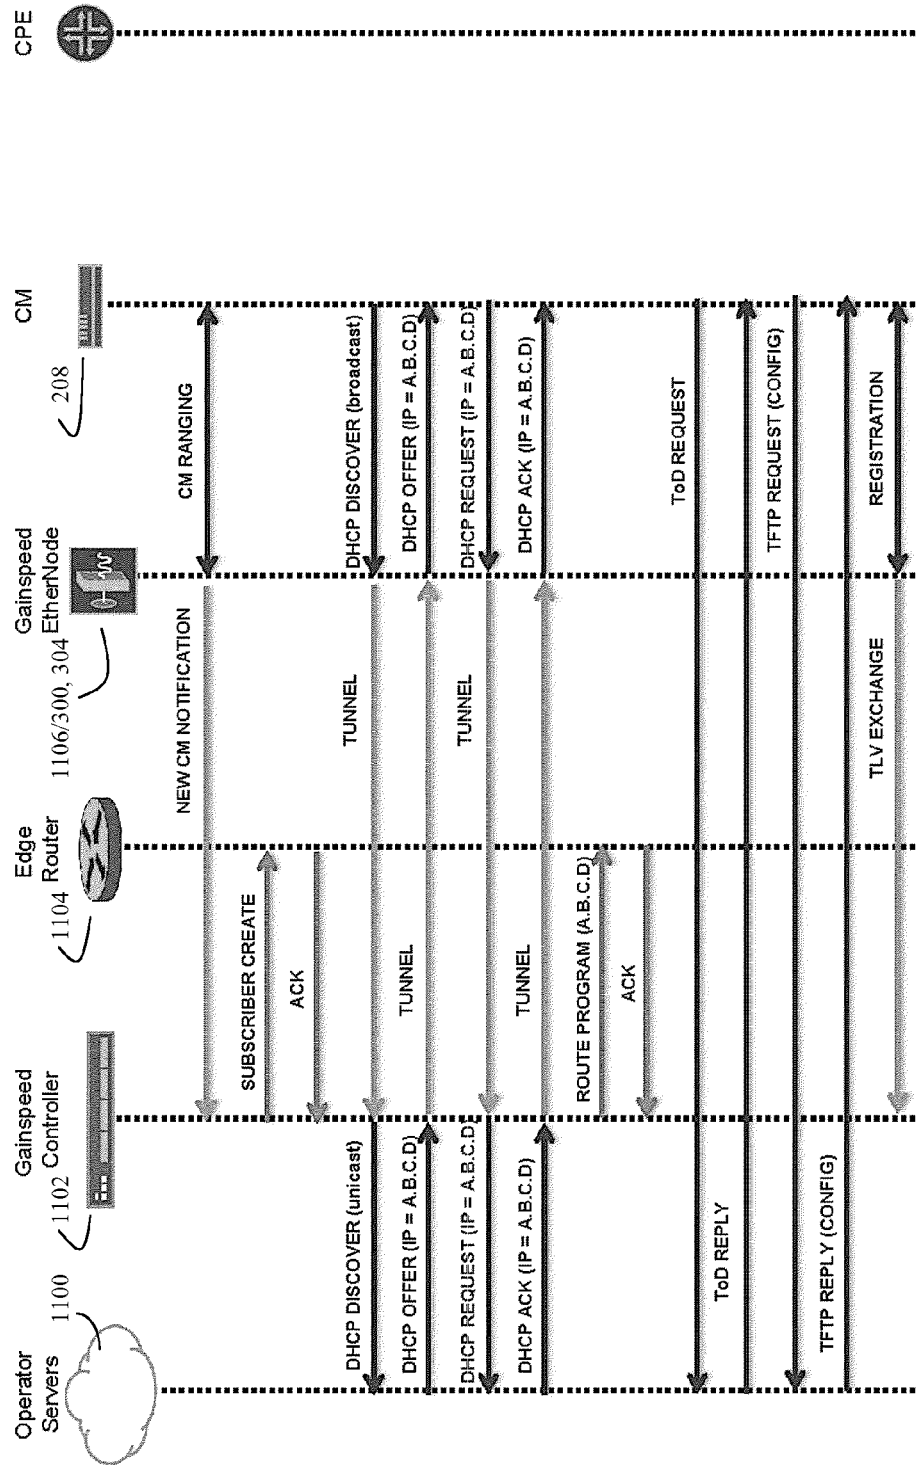 Operator
Servers
1100
Gainspeed
Controller
1102
Edge
Router
1104
Gainspeed
EtherNode
1106/300, 304
CM
208
CPE
NEW CM NOTIFICATION
CM RANGING
SUBSCRIBER CREATE
ACK
DHCP DISCOVER (unicast)
TUNNEL
DHCP DISCOVER (broadcast)
DHCP OFFER (IP = A.B.C.D)
TUNNEL
DHCP OFFER (IP = A.B.C.D)
DHCP REQUEST (IP = A.B.C.D)
TUNNEL
DHCP REQUEST (IP = A.B.C.D)
DHCP ACK (IP = A.B.C.D)
TUNNEL
DHCP ACK (IP = A.B.C.D)
ROUTE PROGRAM (A.B.C.D)
ACK
ToD REQUEST
ToD REPLY
TFTP REQUEST (CONFIG)
TFTP REPLY (CONFIG)
TLV EXCHANGE
REGISTRATION